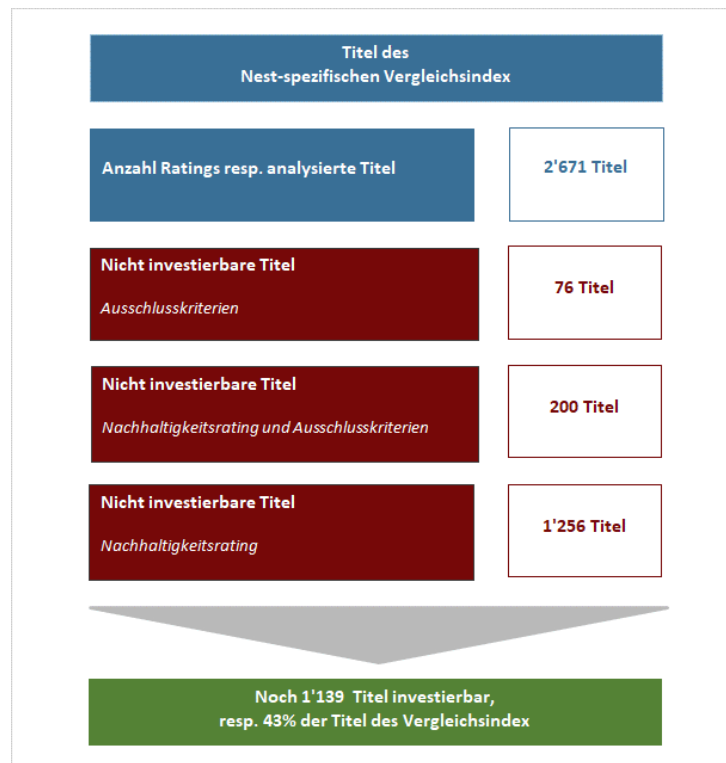 Titel des
Nest-spezifischen Vergleichsindex
Anzahl Ratings resp. analysierte Titel
2'671 Titel
Nicht investierbare Titel
Ausschlusskriterien
76 Titel
Nicht investierbare Titel
Nachhaltigkeitsrating und Ausschlusskriterien
200 Titel
Nicht investierbare Titel
Nachhaltigkeitsrating
1'256 Titel
Noch 1'139 Titel investierbar,
resp. 43% der Titel des Vergleichsindex